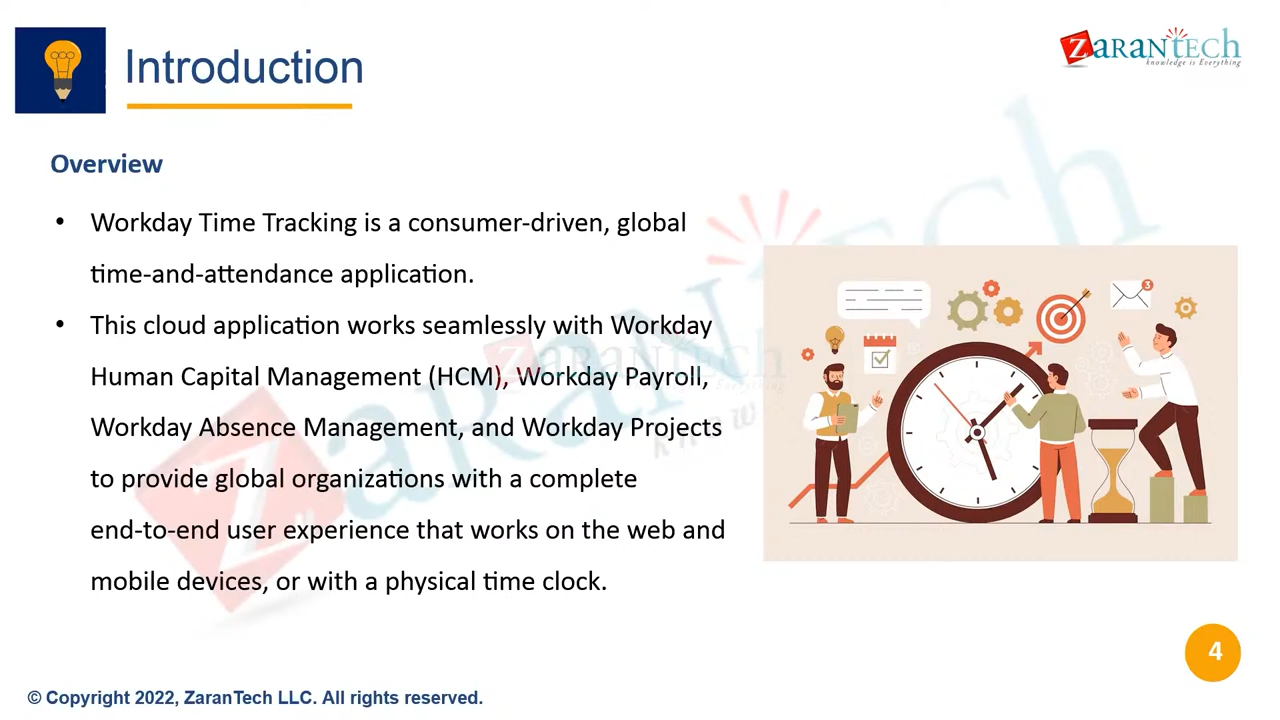 Introduction
ZaranTech
knowledge is Everything
Overview
• Workday Time Tracking is a consumer-driven, global
time-and-attendance application.
• This cloud application works seamlessly with Workday
Human Capital Management (HCM), Workday Payroll,
Workday Absence Management, and Workday Projects
to provide global organizations with a complete
end-to-end user experience that works on the web and
mobile devices, or with a physical time clock.
3
4
© Copyright 2022, ZaranTech LLC. All rights reserved.